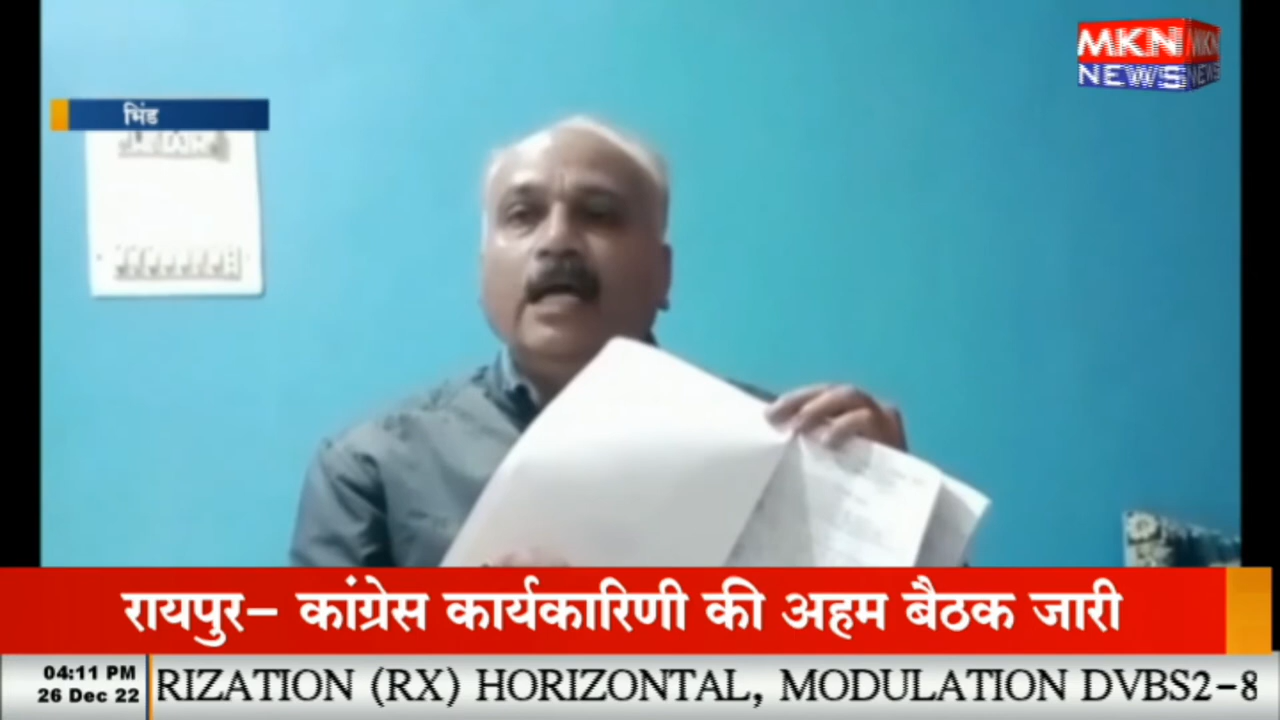 MKN
NEWS
भिंड
रायपुर– कांग्रेस कार्यकारिणी की अहम बैठक जारी
04:11 PM
26 Dec 22
RIZATION (RX) HORIZONTAL, MODULATION DVBS2-8